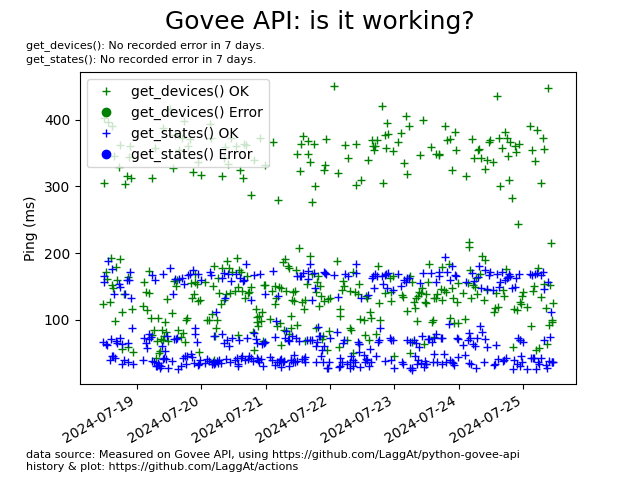 Govee API: is it working?
get_devices(): No recorded error in 7 days.
get_states(): No recorded error in 7 days.
get_devices() OK
get_devices() Error
get_states() OK
get_states() Error
Ping (ms)
400
300
200
100
2024-07-19
2024-07-20
2024-07-21
2024-07-22
2024-07-23
2024-07-24
2024-07-25
data source: Measured on Govee API, using https://github.com/LaggAt/python-govee-api
history & plot: https://github.com/LaggAt/actions